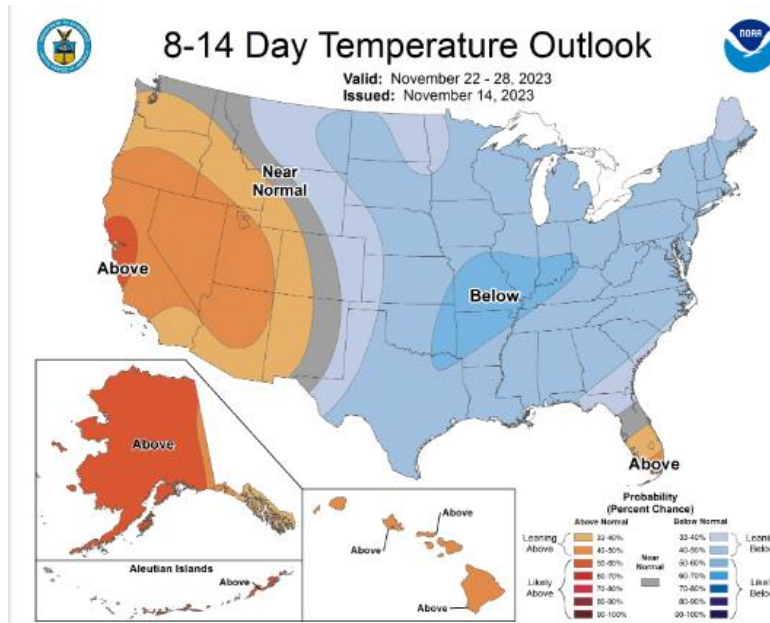 8-14 Day Temperature Outlook
NOAA
Valid: November 22 - 28, 2023
Issued: November 14, 2023
Near
Normal
Above
Below
Above
Above
Above
Above
Above
Aleutian Islands
Above
Probability
(Percent Chance)
Above Normal Below Normal
Leaning
Above
33-40% 33-40%
40-50% 40-50%
Near
Normal
Likely
Above
50-60% 50-60%
60-70% 60-70%
70-80% 70-80%
80-90% 80-90%
90-100% 90-100%
Likely